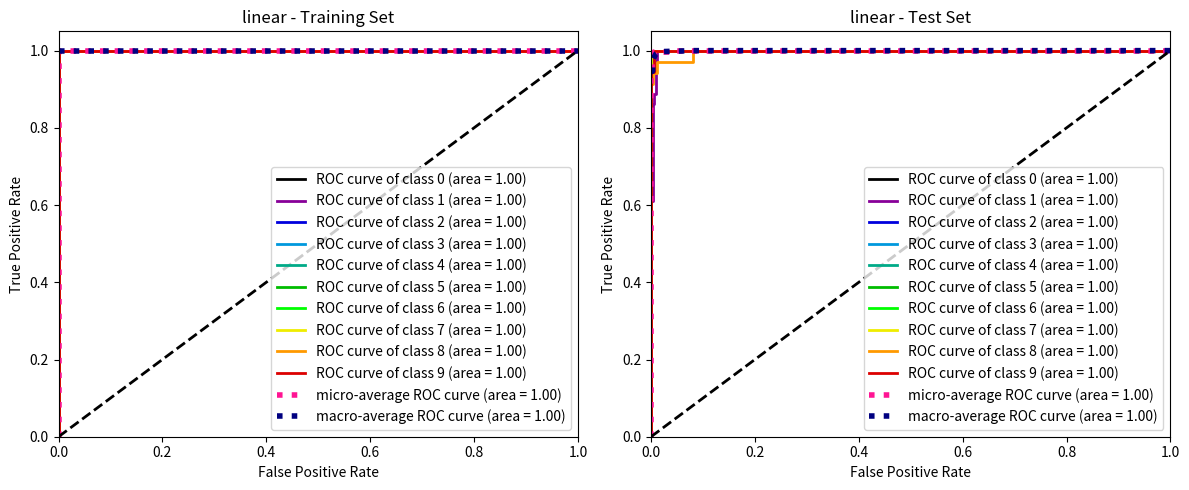 linear - Training Set
1.0
0.8
0.6
0.4
0.2
0.0
True Positive Rate
ROC curve of class 0 (area = 1.00)
ROC curve of class 1 (area = 1.00)
ROC curve of class 2 (area = 1.00)
ROC curve of class 3 (area = 1.00)
ROC curve of class 4 (area = 1.00)
ROC curve of class 5 (area = 1.00)
ROC curve of class 6 (area = 1.00)
ROC curve of class 7 (area = 1.00)
ROC curve of class 8 (area = 1.00)
ROC curve of class 9 (area = 1.00)
micro-average ROC curve (area = 1.00)
macro-average ROC curve (area = 1.00)
0.0 0.2 0.4 0.6 0.8 1.0
False Positive Rate
linear - Test Set
1.0
0.8
0.6
0.4
0.2
0.0
True Positive Rate
ROC curve of class 0 (area = 1.00)
ROC curve of class 1 (area = 1.00)
ROC curve of class 2 (area = 1.00)
ROC curve of class 3 (area = 1.00)
ROC curve of class 4 (area = 1.00)
ROC curve of class 5 (area = 1.00)
ROC curve of class 6 (area = 1.00)
ROC curve of class 7 (area = 1.00)
ROC curve of class 8 (area = 1.00)
ROC curve of class 9 (area = 1.00)
micro-average ROC curve (area = 1.00)
macro-average ROC curve (area = 1.00)
0.0 0.2 0.4 0.6 0.8 1.0
False Positive Rate